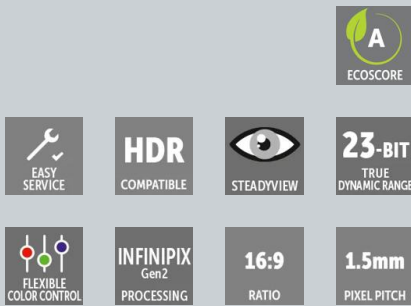 A
ECOSCORE
EASY
SERVICE
HDR
COMPATIBLE
STEADYVIEW
23-BIT
TRUE
DYNAMIC RANGE
FLEXIBLE
COLOR CONTROL
INFINIPIX
Gen2
PROCESSING
16:9
RATIO
1.5mm
PIXEL PITCH